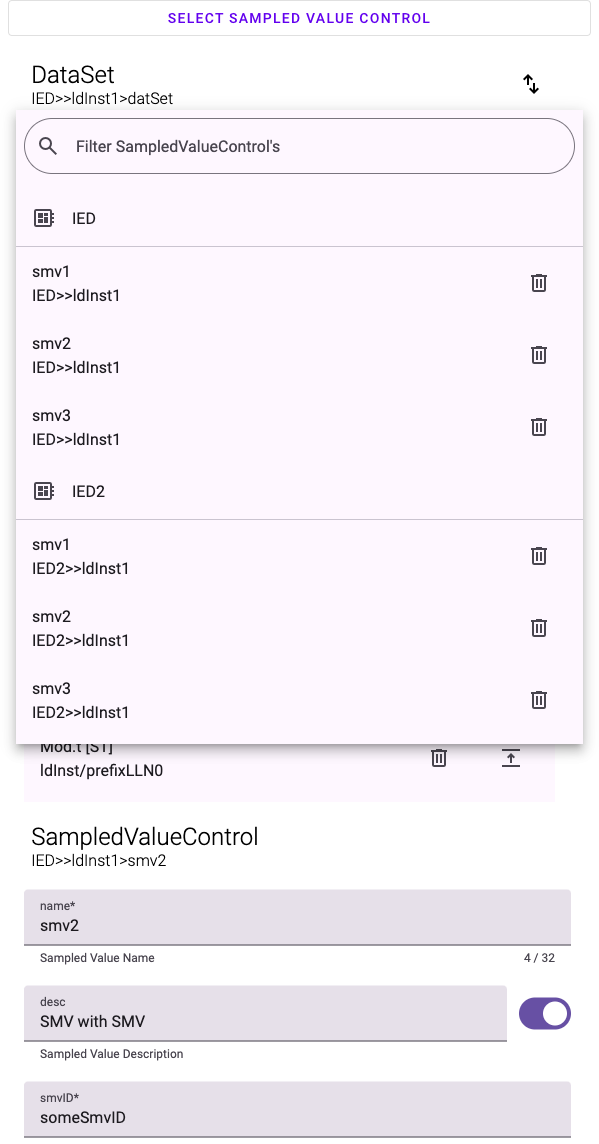 SELECT SAMPLED VALUE CONTROL
DataSet
IED>>ldInst1>datSet
Filter SampledValueControl's
IED
smv1
IED>>ldInst1
smv2
IED>>ldInst1
smv3
IED>>ldInst1
IED2
smv1
IED2>>ldInst1
smv2
IED2>>ldInst1
smv3
IED2>>ldInst1
Mod.t [ST]
ldInst/prefixLLN0
SampledValueControl
IED>>ldInst1>smv2
name*
smv2
Sampled Value Name 4 / 32
desc
SMV with SMV
Sampled Value Description
smvID*
someSmvID